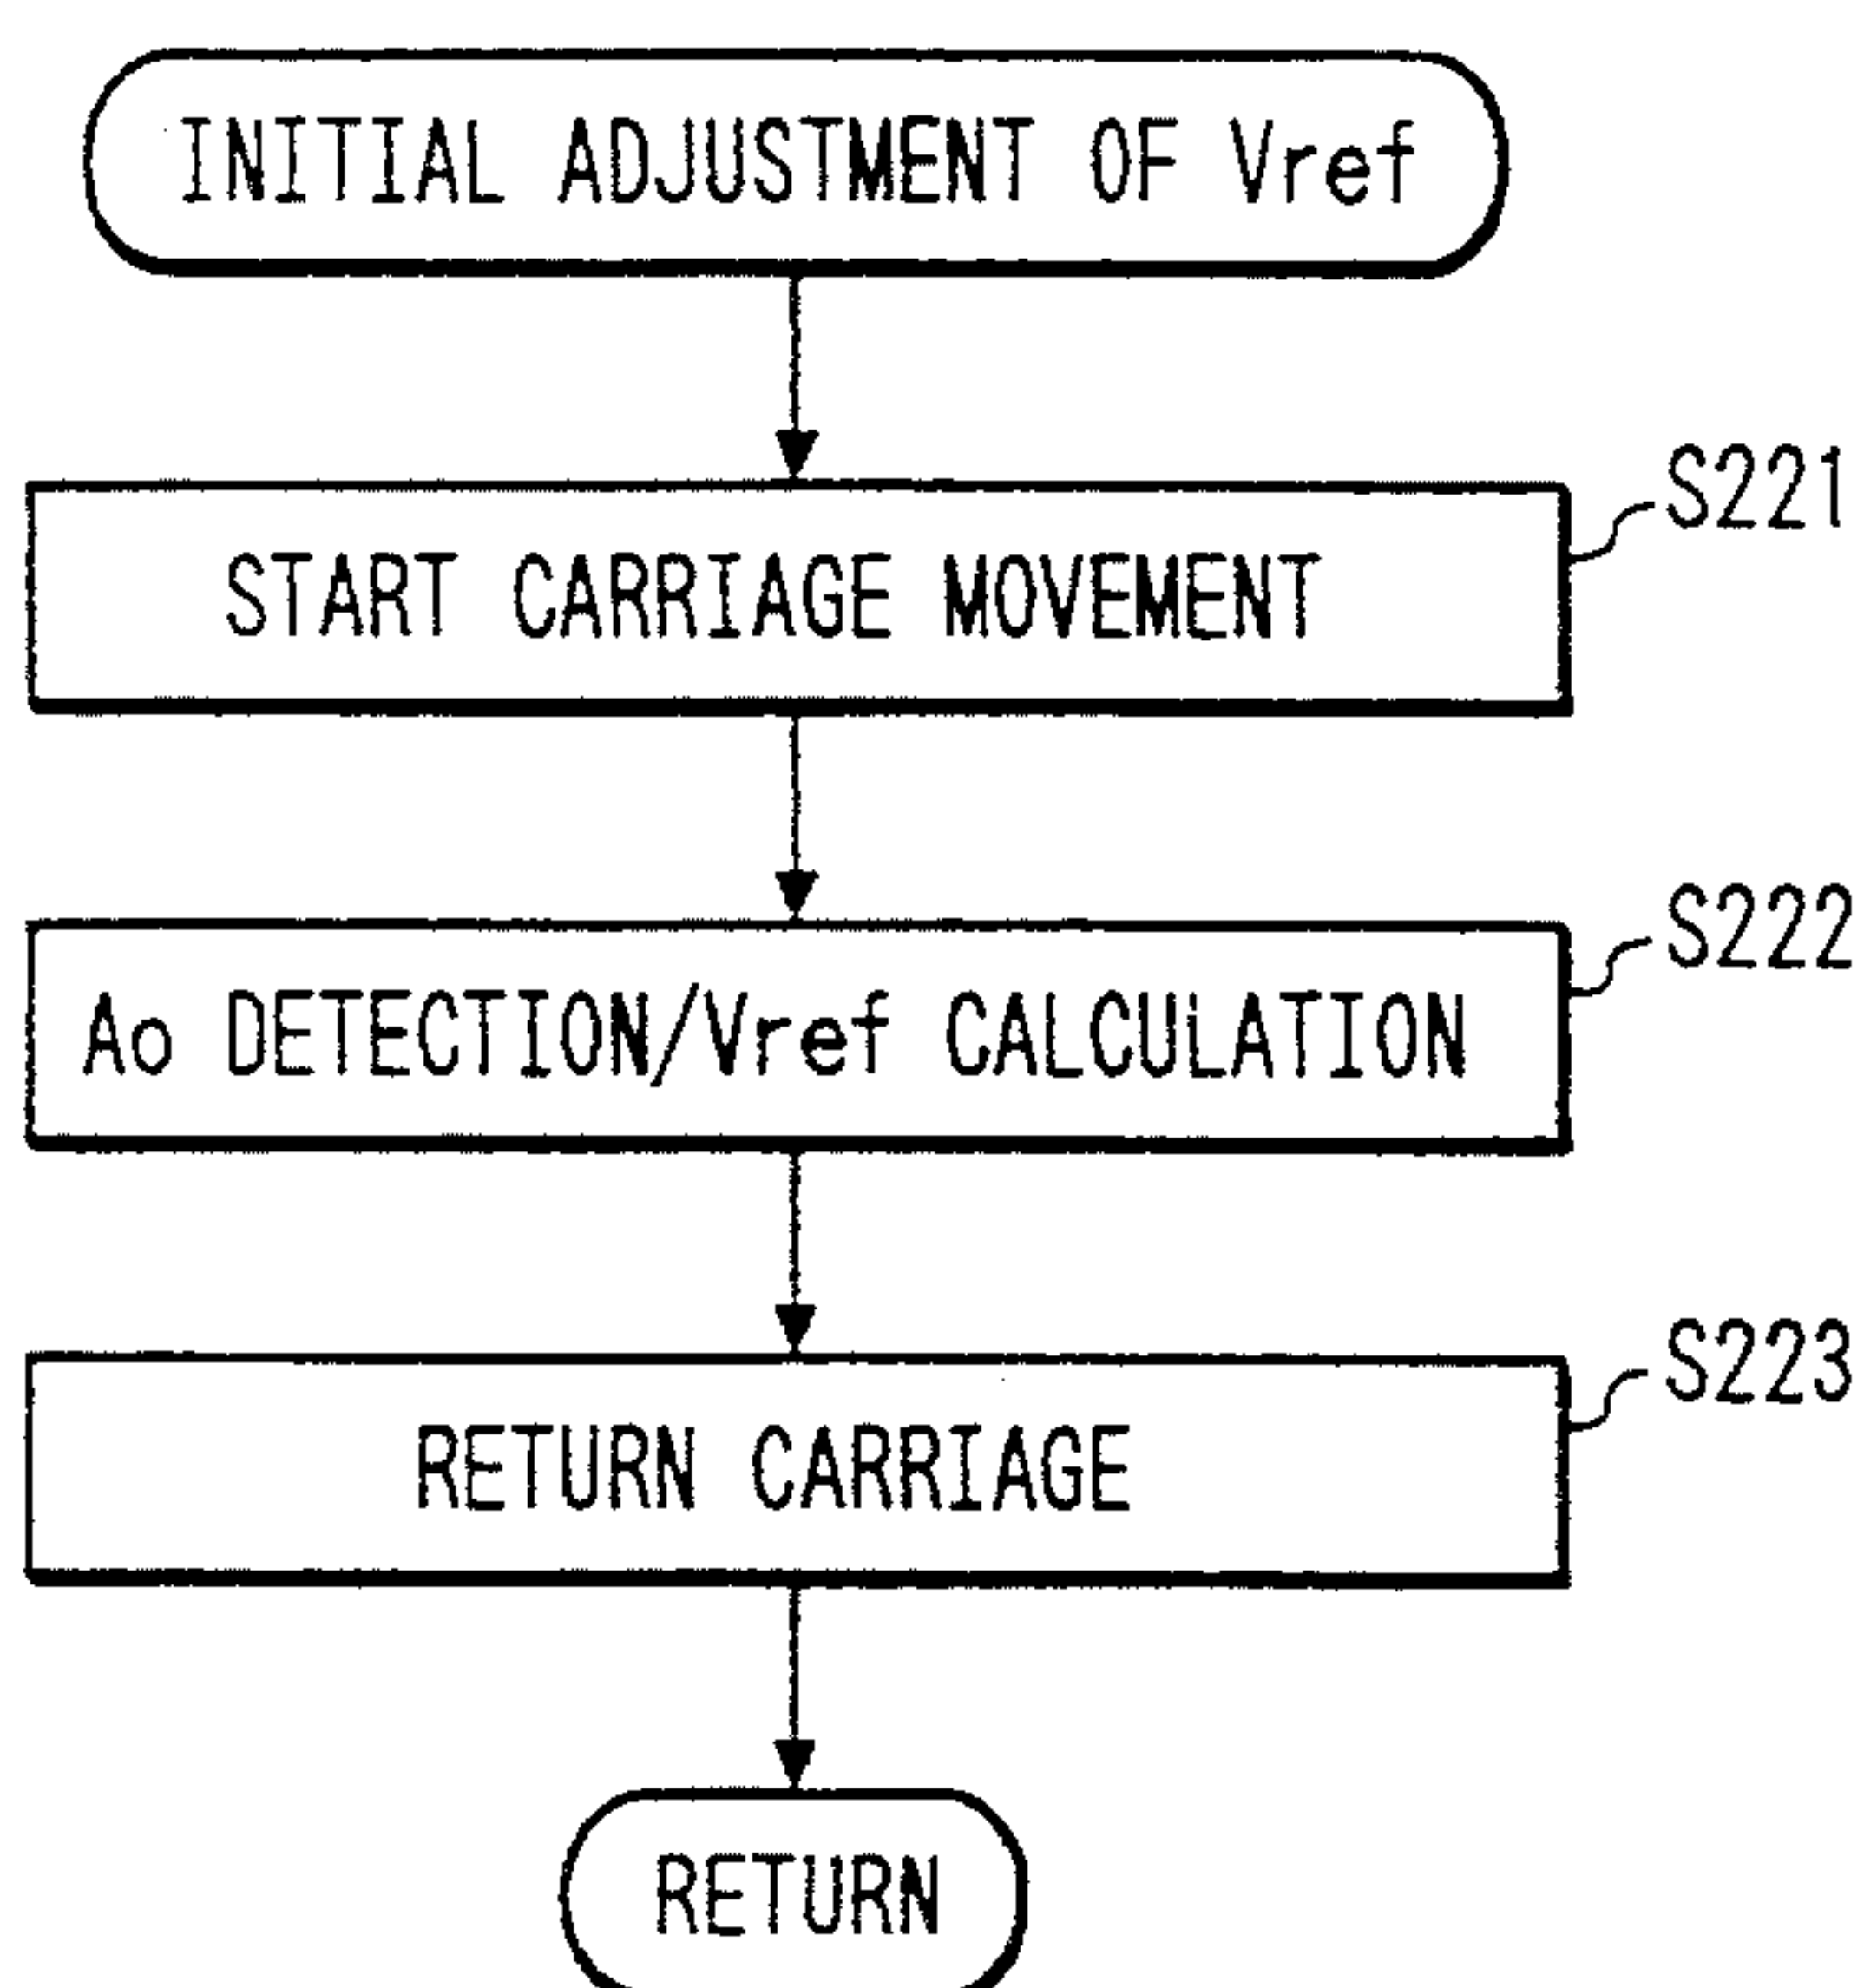 INITIAL ADJUSTMENT OF Vref
S221
START CARRIAGE MOVEMENT
S222
Ao DETECTION/Vref CALCULATION
S223
RETURN CARRIAGE
RETURN